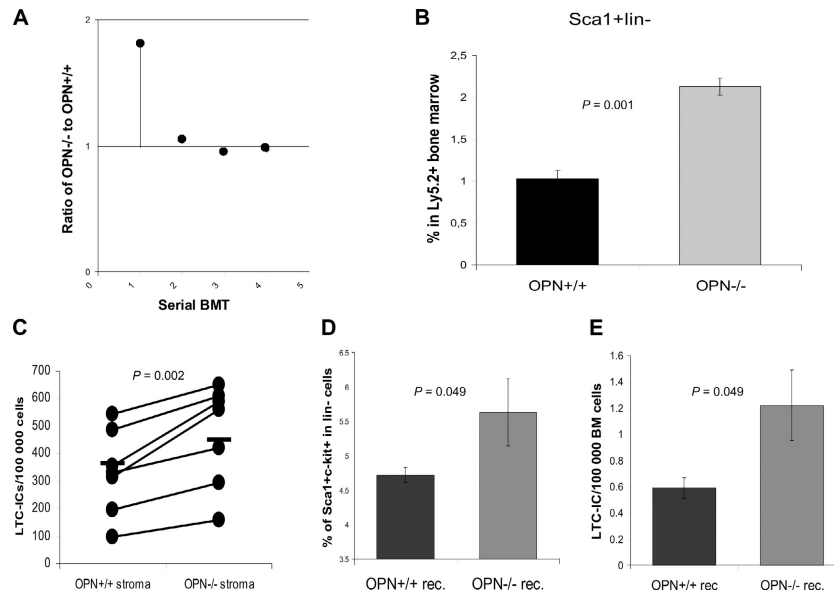 A
Ratio of OPN-/- to OPN+/+
2
1
0
0 1 2 3 4 5
Serial BMT
B
Sca1+lin-
% in Ly5.2+ bone marrow
2,5
2
1,5
1
0,5
0
P = 0.001
OPN+/+ OPN-/-
C
LTC-ICs/100 000 cells
700
600
500
400
300
200
100
0
P = 0.002
OPN+/+ stroma OPN-/- stroma
D
% of Sca1+c-kit+ in lin- cells
6.5
6
5.5
5
4.5
4
3.5
P = 0.049
OPN+/+ rec. OPN-/- rec.
E
LTC-IC/100 000 BM cells
1.6
1.4
1.2
1
0.8
0.6
0.4
0.2
0
P = 0.049
OPN+/+ rec OPN-/- rec.